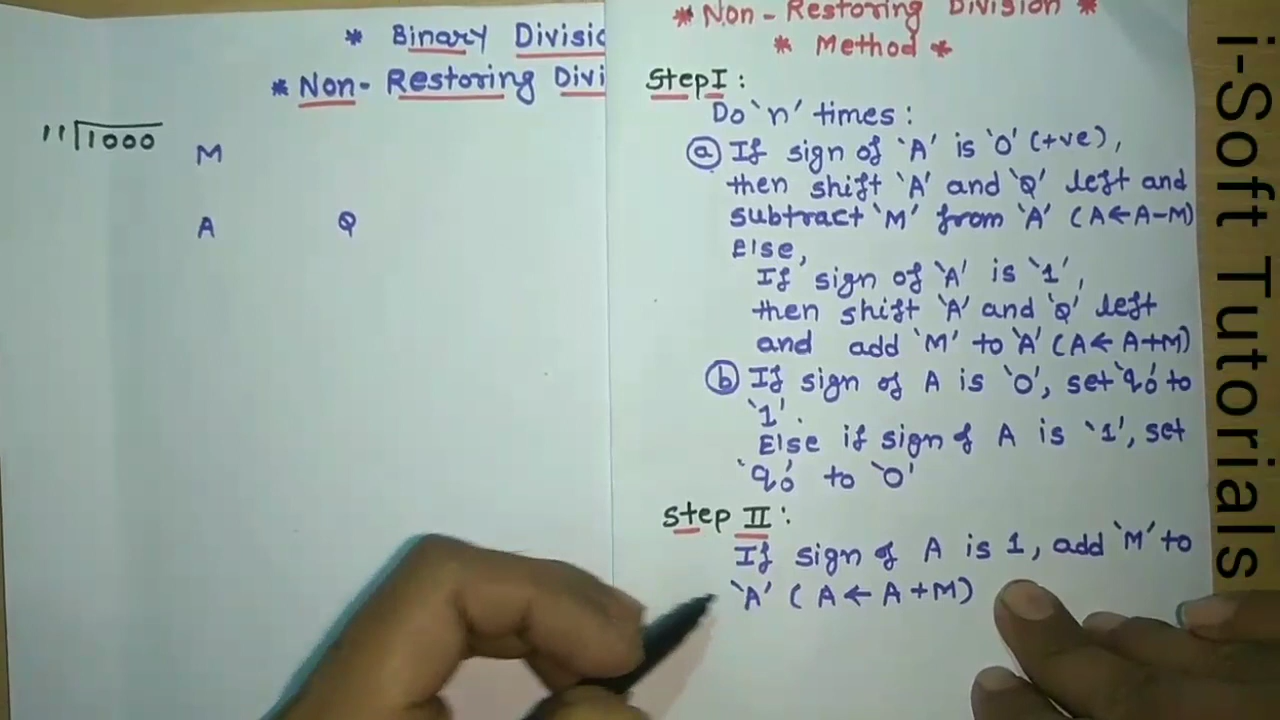 * Binary Divisio
* Non-Restoring Divi
11 1000
M
A Q
* Non-Restoring Division *
* Method *
Step I:
Do `n' times:
(a) If sign of `A' is `0' (+ve),
then shift `A' and `Q' left and
subtract `M' from `A' (A←A-M)
Else,
If sign of `A' is `1',
then shift `A' and `Q' left
and add `M' to `A' (A←A+M)
(b) If sign of A is `0', set `q0' to
`1'.
Else if sign of A is `1', set
`q0' to `0'
Step II:
If sign of A is 1, add `M' to
`A' (A←A+M)
i-Soft Tutorials